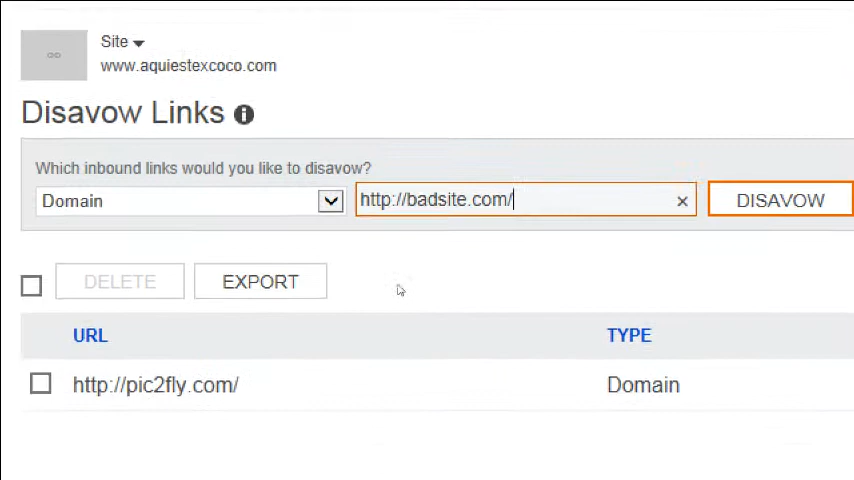 Site
www.aquiestexcoco.com
Disavow Links
Which inbound links would you like to disavow?
Domain http://badsite.com/ × DISAVOW
DELETE EXPORT
URL TYPE
http://pic2fly.com/ Domain